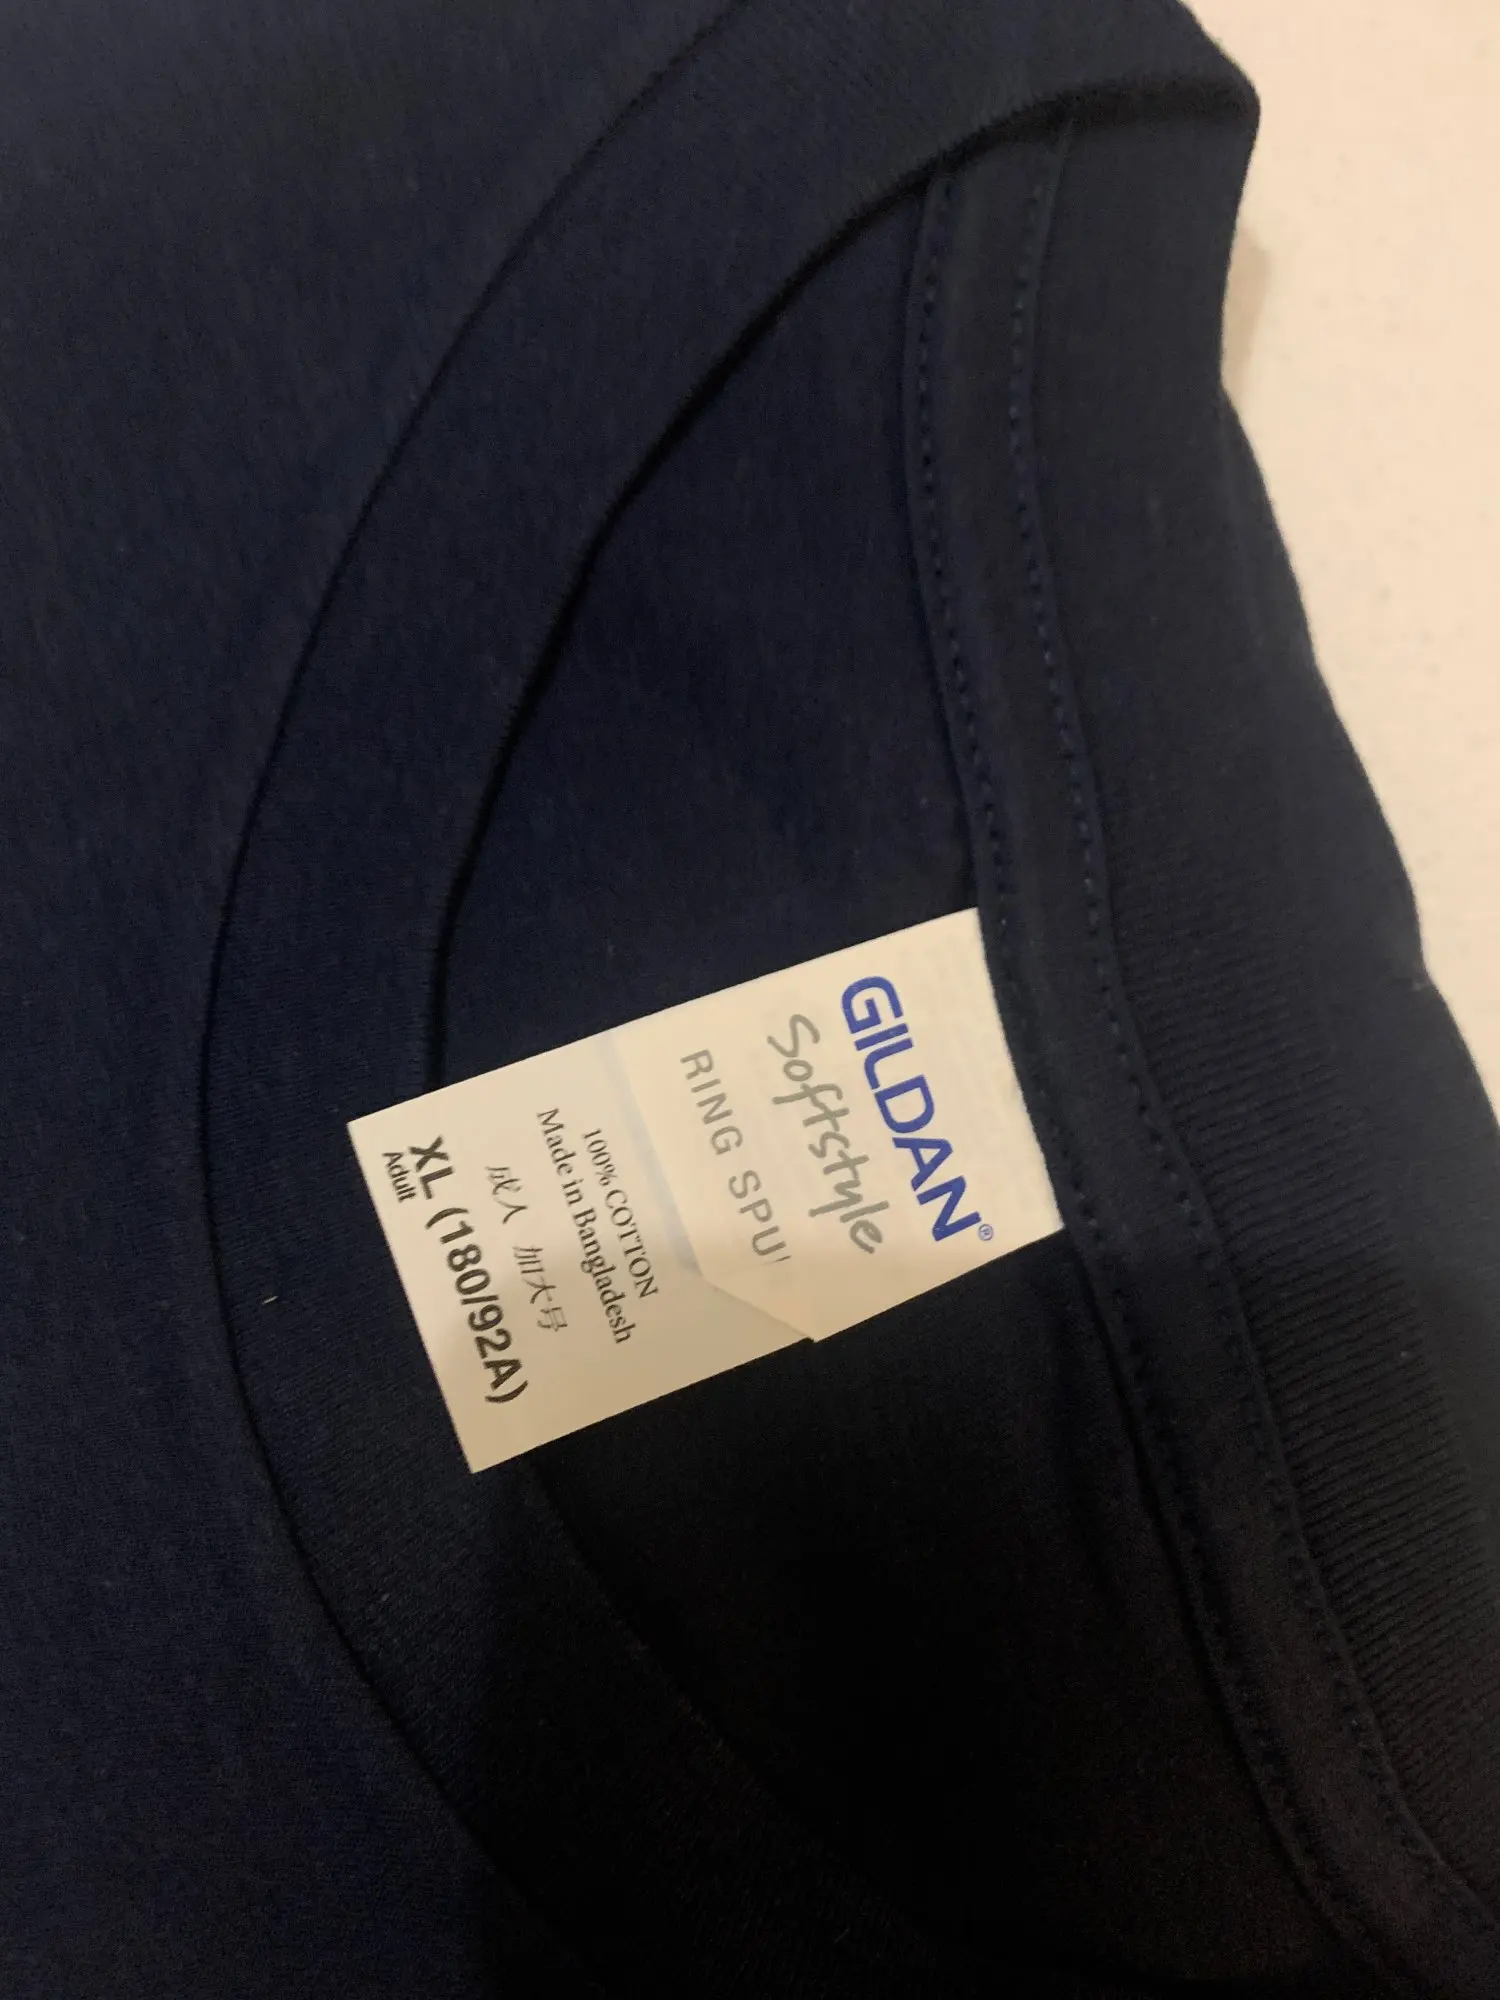 GILDAN®
Softstyle
RING SPU
100% COTTON
Made in Bangladesh
成人 加大号
XL (180/92A)
Adult